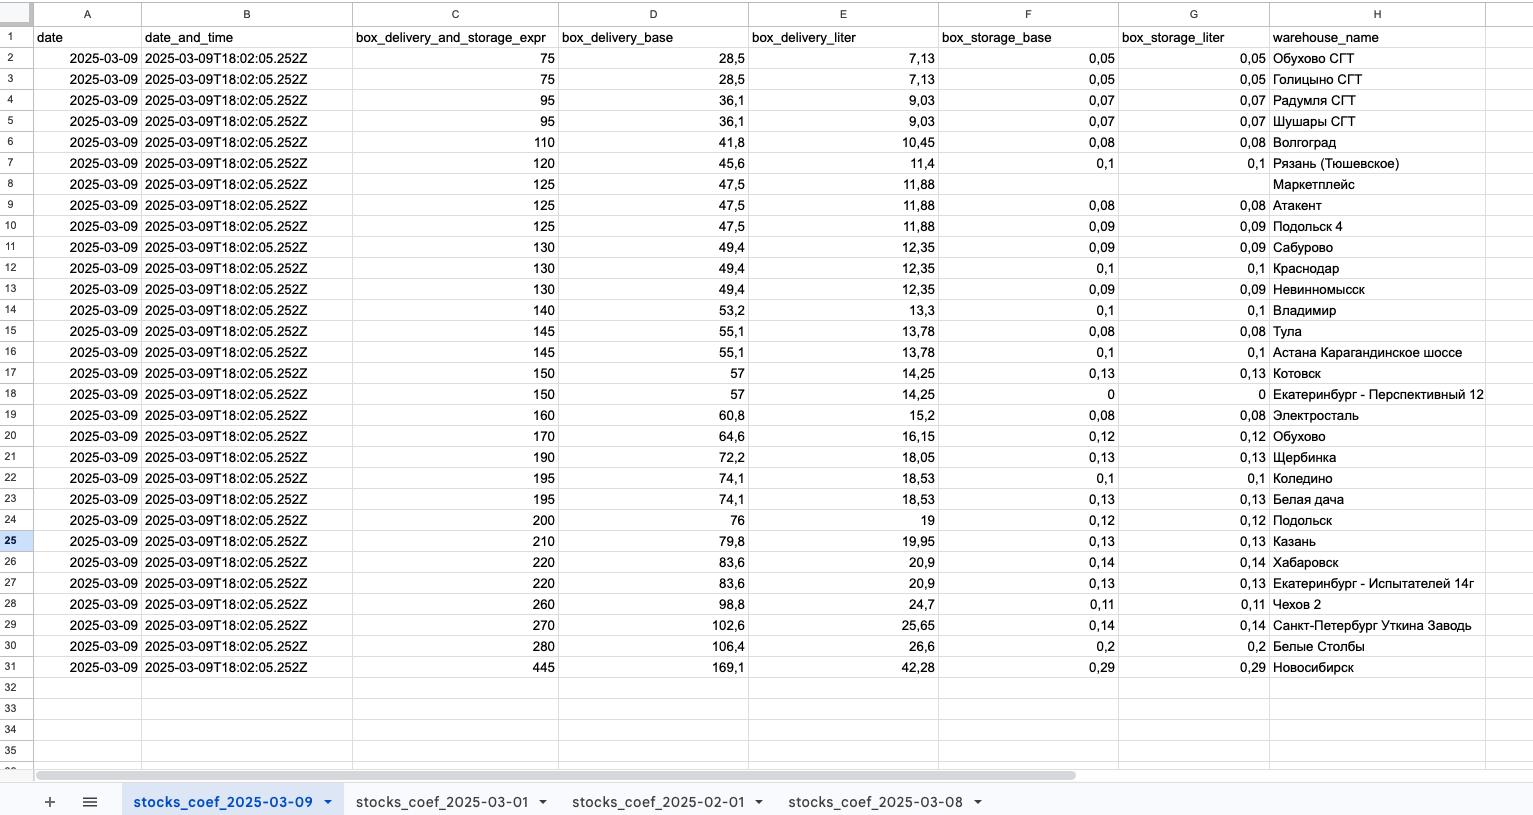 A B C D E F G H
1 date date_and_time box_delivery_and_storage_expr box_delivery_base box_delivery_liter box_storage_base box_storage_liter warehouse_name
2 2025-03-09 2025-03-09T18:02:05.252Z 75 28,5 7,13 0,05 0,05 Обухово СГТ
3 2025-03-09 2025-03-09T18:02:05.252Z 75 28,5 7,13 0,05 0,05 Голицыно СГТ
4 2025-03-09 2025-03-09T18:02:05.252Z 95 36,1 9,03 0,07 0,07 Радумля СГТ
5 2025-03-09 2025-03-09T18:02:05.252Z 95 36,1 9,03 0,07 0,07 Шушары СГТ
6 2025-03-09 2025-03-09T18:02:05.252Z 110 41,8 10,45 0,08 0,08 Волгоград
7 2025-03-09 2025-03-09T18:02:05.252Z 120 45,6 11,4 0,1 0,1 Рязань (Тюшевское)
8 2025-03-09 2025-03-09T18:02:05.252Z 125 47,5 11,88 Маркетплейс
9 2025-03-09 2025-03-09T18:02:05.252Z 125 47,5 11,88 0,08 0,08 Атакент
10 2025-03-09 2025-03-09T18:02:05.252Z 125 47,5 11,88 0,09 0,09 Подольск 4
11 2025-03-09 2025-03-09T18:02:05.252Z 130 49,4 12,35 0,09 0,09 Сабурово
12 2025-03-09 2025-03-09T18:02:05.252Z 130 49,4 12,35 0,1 0,1 Краснодар
13 2025-03-09 2025-03-09T18:02:05.252Z 130 49,4 12,35 0,09 0,09 Невинномысск
14 2025-03-09 2025-03-09T18:02:05.252Z 140 53,2 13,3 0,1 0,1 Владимир
15 2025-03-09 2025-03-09T18:02:05.252Z 145 55,1 13,78 0,08 0,08 Тула
16 2025-03-09 2025-03-09T18:02:05.252Z 145 55,1 13,78 0,1 0,1 Астана Карагандинское шоссе
17 2025-03-09 2025-03-09T18:02:05.252Z 150 57 14,25 0,13 0,13 Котовск
18 2025-03-09 2025-03-09T18:02:05.252Z 150 57 14,25 0 0 Екатеринбург - Перспективный 12
19 2025-03-09 2025-03-09T18:02:05.252Z 160 60,8 15,2 0,08 0,08 Электросталь
20 2025-03-09 2025-03-09T18:02:05.252Z 170 64,6 16,15 0,12 0,12 Обухово
21 2025-03-09 2025-03-09T18:02:05.252Z 190 72,2 18,05 0,13 0,13 Щербинка
22 2025-03-09 2025-03-09T18:02:05.252Z 195 74,1 18,53 0,1 0,1 Коледино
23 2025-03-09 2025-03-09T18:02:05.252Z 195 74,1 18,53 0,13 0,13 Белая дача
24 2025-03-09 2025-03-09T18:02:05.252Z 200 76 19 0,12 0,12 Подольск
25 2025-03-09 2025-03-09T18:02:05.252Z 210 79,8 19,95 0,13 0,13 Казань
26 2025-03-09 2025-03-09T18:02:05.252Z 220 83,6 20,9 0,14 0,14 Хабаровск
27 2025-03-09 2025-03-09T18:02:05.252Z 220 83,6 20,9 0,13 0,13 Екатеринбург - Испытателей 14г
28 2025-03-09 2025-03-09T18:02:05.252Z 260 98,8 24,7 0,11 0,11 Чехов 2
29 2025-03-09 2025-03-09T18:02:05.252Z 270 102,6 25,65 0,14 0,14 Санкт-Петербург Уткина Заводь
30 2025-03-09 2025-03-09T18:02:05.252Z 280 106,4 26,6 0,2 0,2 Белые Столбы
31 2025-03-09 2025-03-09T18:02:05.252Z 445 169,1 42,28 0,29 0,29 Новосибирск
32
33
34
35
stocks_coef_2025-03-09 stocks_coef_2025-03-01 stocks_coef_2025-02-01 stocks_coef_2025-03-08